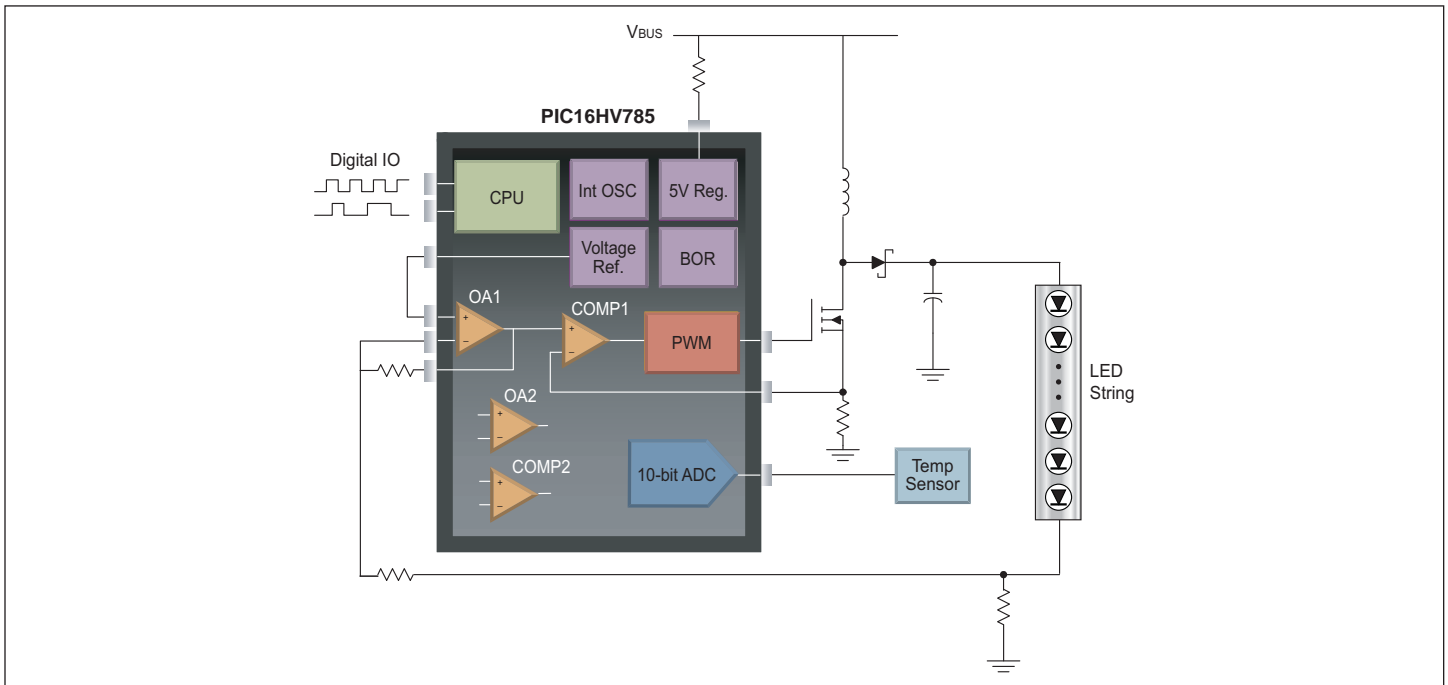 VBUS
PIC16HV785
Digital IO
CPU
Int OSC
5V Reg.
Voltage
Ref.
BOR
OA1
+
−
COMP1
+
−
PWM
OA2
+
−
COMP2
+
−
10-bit ADC
Temp
Sensor
LED
String